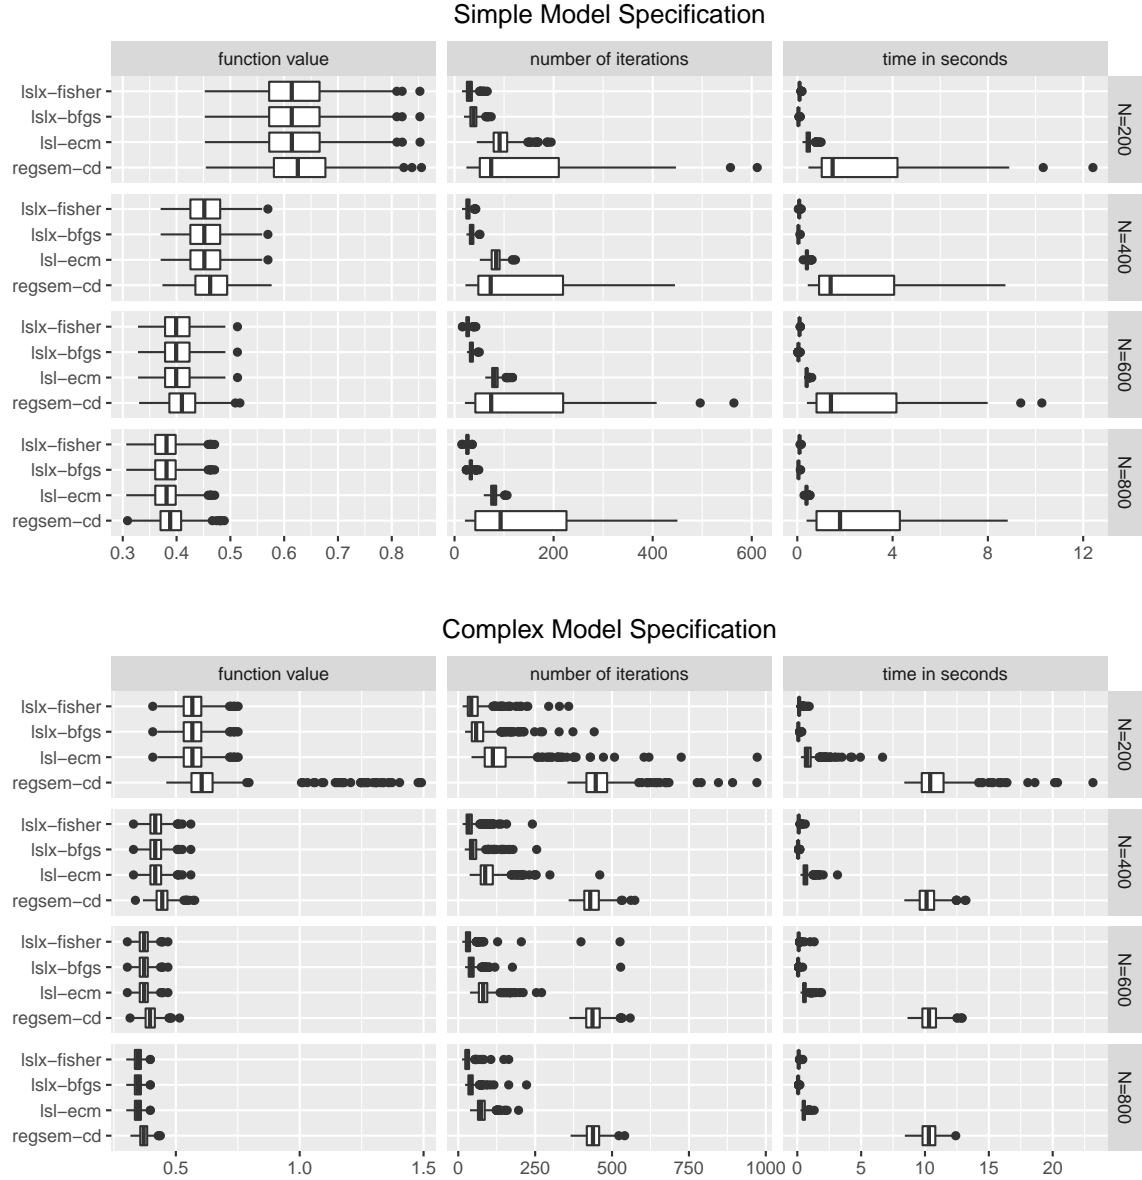 Simple Model Specification
function value number of iterations time in seconds
lslx−fisher
lslx−bfgs
lsl−ecm
regsem−cd
N=200
lslx−fisher
lslx−bfgs
lsl−ecm
regsem−cd
N=400
lslx−fisher
lslx−bfgs
lsl−ecm
regsem−cd
N=600
lslx−fisher
lslx−bfgs
lsl−ecm
regsem−cd
N=800
0.3 0.4 0.5 0.6 0.7 0.8 0 200 400 600 0 4 8 12
Complex Model Specification
function value number of iterations time in seconds
lslx−fisher
lslx−bfgs
lsl−ecm
regsem−cd
N=200
lslx−fisher
lslx−bfgs
lsl−ecm
regsem−cd
N=400
lslx−fisher
lslx−bfgs
lsl−ecm
regsem−cd
N=600
lslx−fisher
lslx−bfgs
lsl−ecm
regsem−cd
N=800
0.5 1.0 1.5 0 250 500 750 1000 0 5 10 15 20